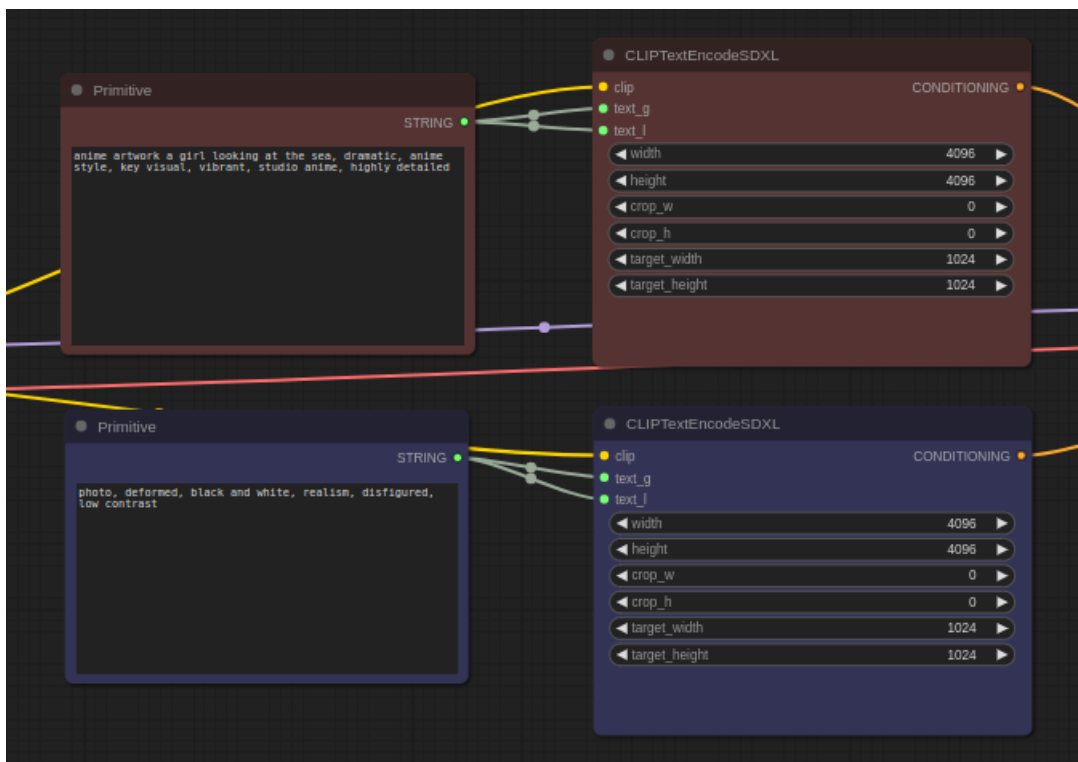 Primitive
STRING
anime artwork a girl looking at the sea, dramatic, anime
style, key visual, vibrant, studio anime, highly detailed
CLIPTextEncodeSDXL
clip
CONDITIONING
text_g
text_l
width 4096
height 4096
crop_w 0
crop_h 0
target_width 1024
target_height 1024
Primitive
STRING
photo, deformed, black and white, realism, disfigured,
low contrast
CLIPTextEncodeSDXL
clip
CONDITIONING
text_g
text_l
width 4096
height 4096
crop_w 0
crop_h 0
target_width 1024
target_height 1024